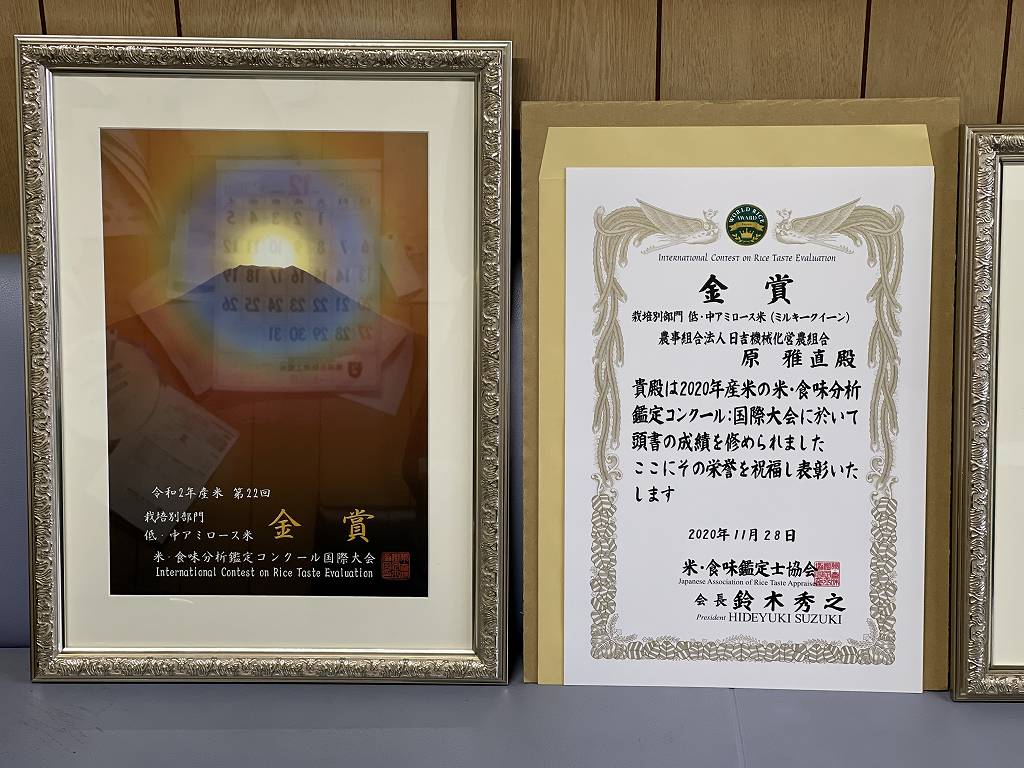 令和2年産米 第22回
栽培別部門
低・中アミロース米 金賞
米・食味分析鑑定コンクール国際大会
International Contest on Rice Taste Evaluation
WORLD RICE
AWARD
International Contest on Rice Taste Evaluation
金賞
栽培別部門 低・中アミロース米(ミルキークイーン)
農事組合法人日吉機械化営農組合
原 雅直 殿
貴殿は2020年産米の米・食味分析
鑑定コンクール:国際大会に於いて
頭書の成績を修められました
ここにその栄誉を祝福し表彰いた
します
2020年11月28日
米・食味鑑定士協会
Japanese Association of Rice Taste Appraisers
会長 鈴木秀之
President HIDEYUKI SUZUKI